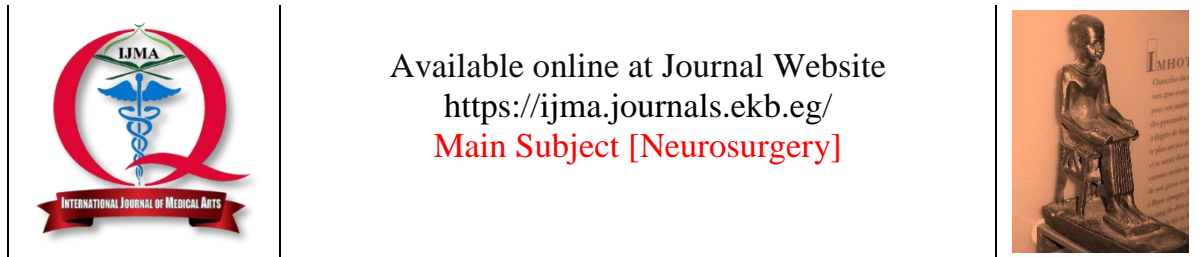 IJMA
INTERNATIONAL JOURNAL OF MEDICAL ARTS
Available online at Journal Website
https://ijma.journals.ekb.eg/
Main Subject [Neurosurgery]